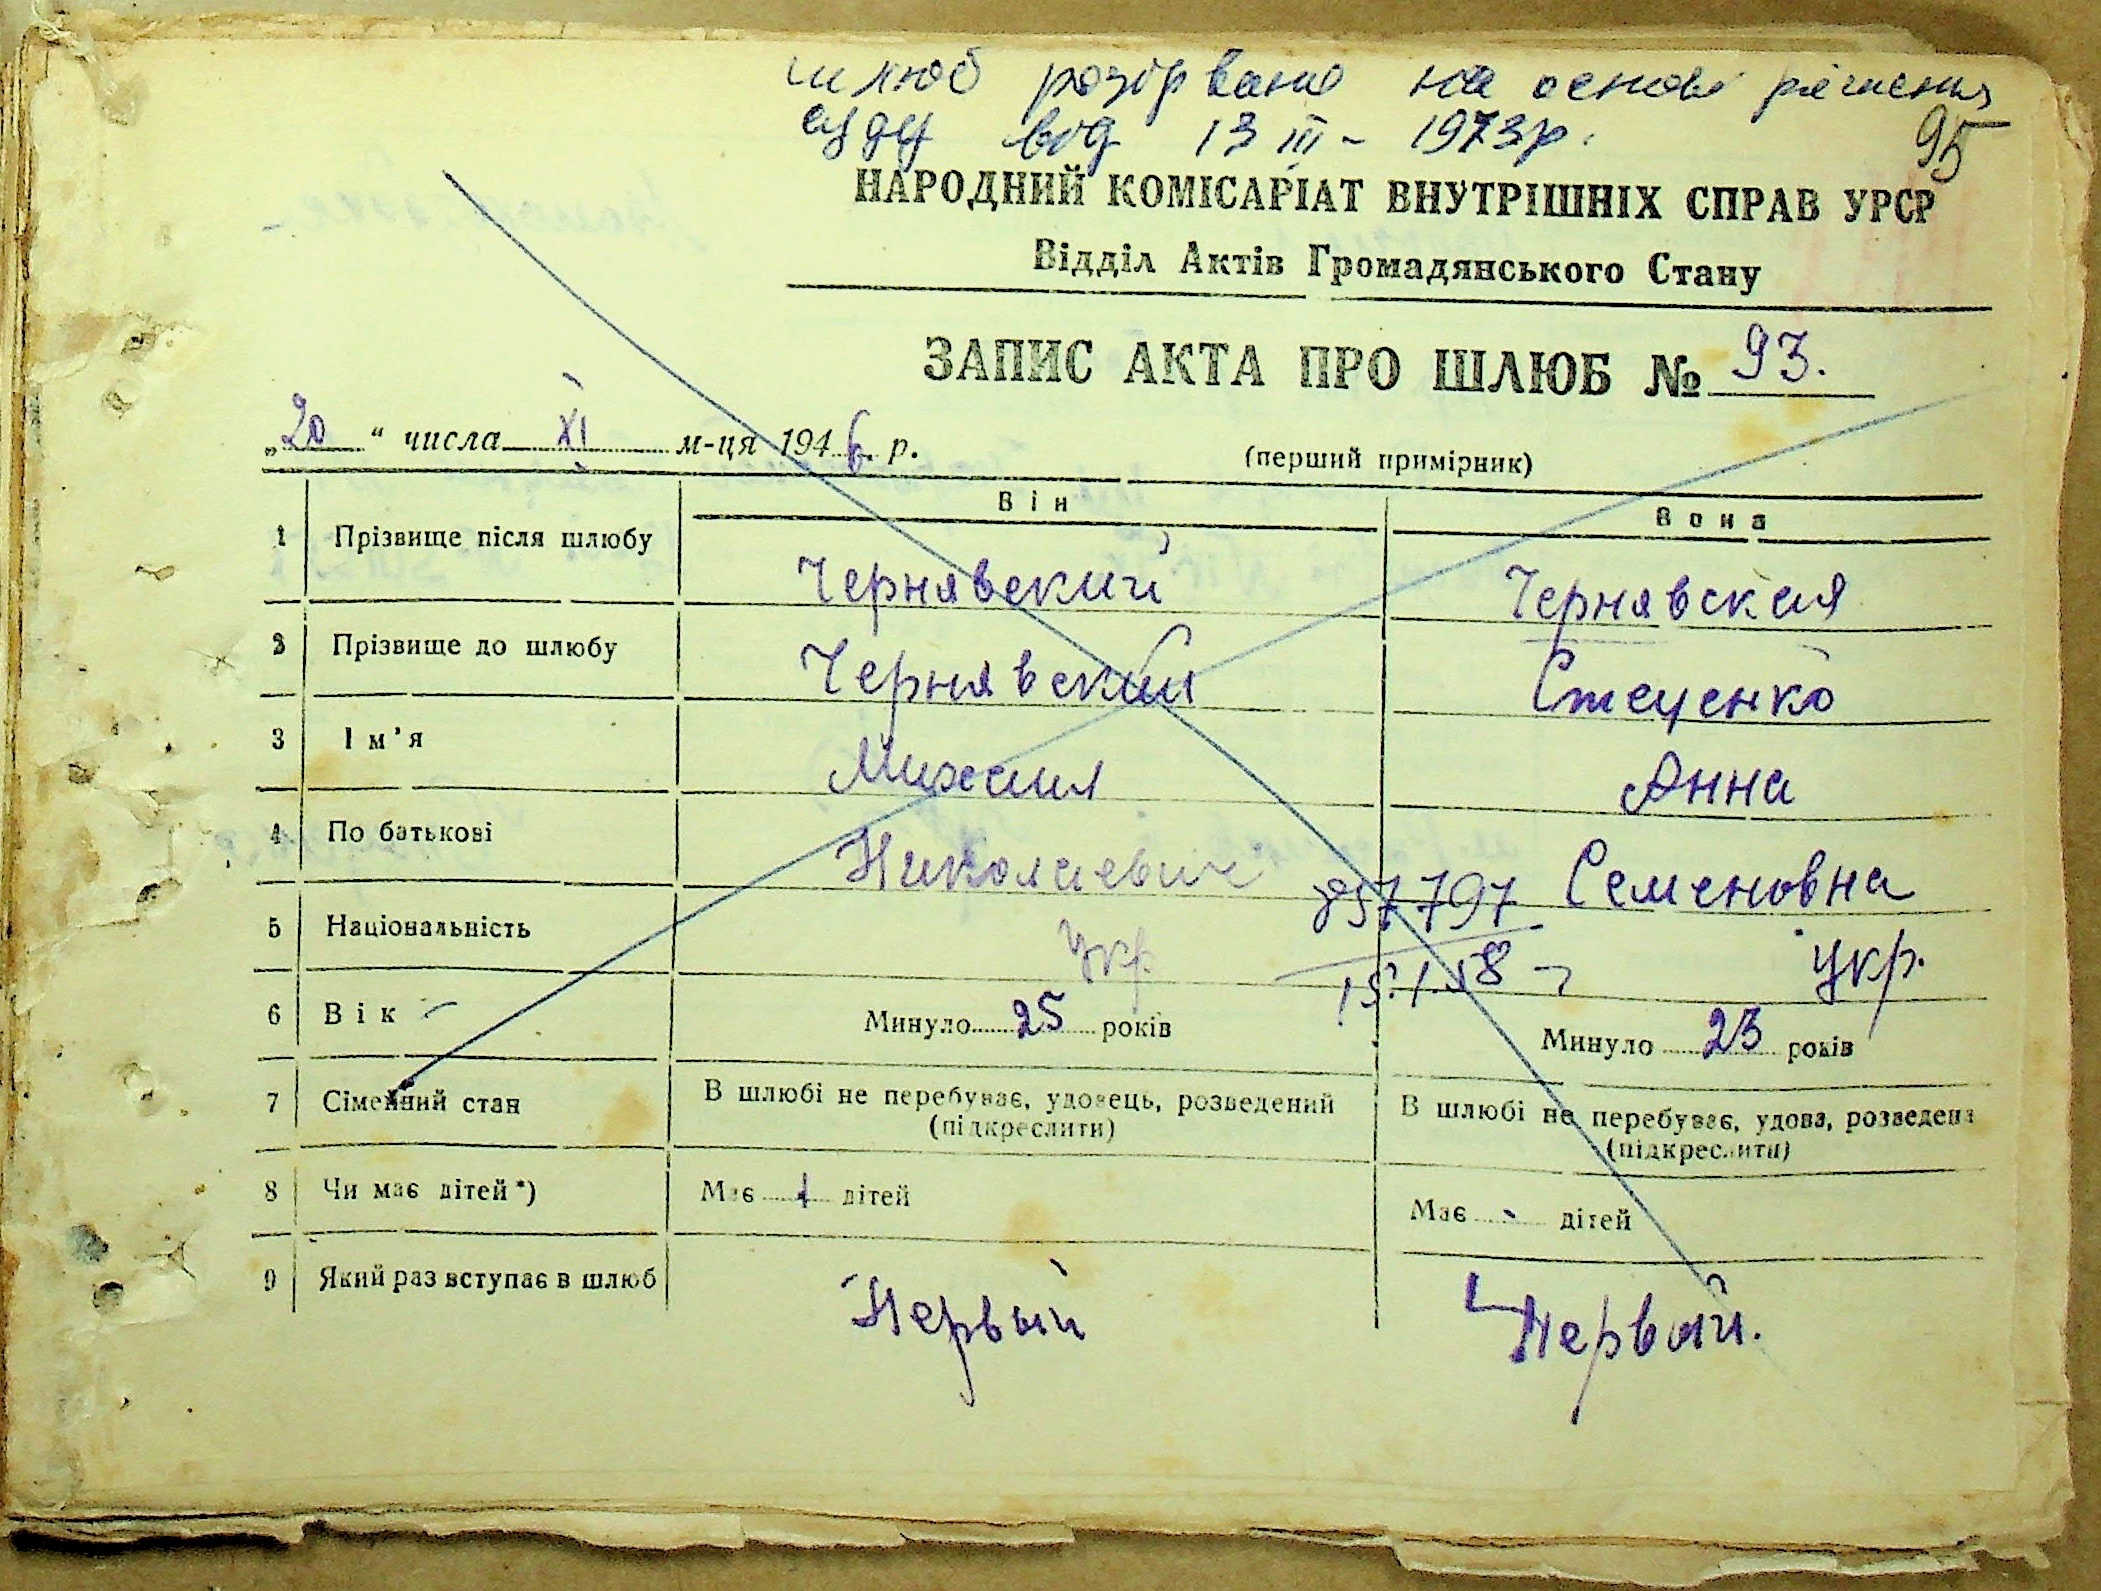 шлюб розірвано на основі рішення
суду від 13 III - 1973р.
95
НАРОДНИЙ КОМІСАРІАТ ВНУТРІШНІХ СПРАВ УРСР
Відділ Актів Громадянського Стану
ЗАПИС АКТА ПРО ШЛЮБ № 93.
„20“ числа XI м-ця 1946. р.
(перший примірник)
Він Вона
1 Прізвище після шлюбу Чернявский Чернявская
2 Прізвище до шлюбу Чернявский Стеценко
3 Ім'я Михаил Анна
4 По батькові Николаевич Семеновна
857797
5 Національність укр. укр.
15.1.58
6 Вік Минуло 25 років Минуло 23 років
7 Сімейний стан В шлюбі не перебуває, удовець, розведений В шлюбі не перебуває, удова, розведена
(підкреслити) (підкреслити)
8 Чи має дітей*) Має 1 дітей Має - дітей
9 Який раз вступає в шлюб Первый Первый.